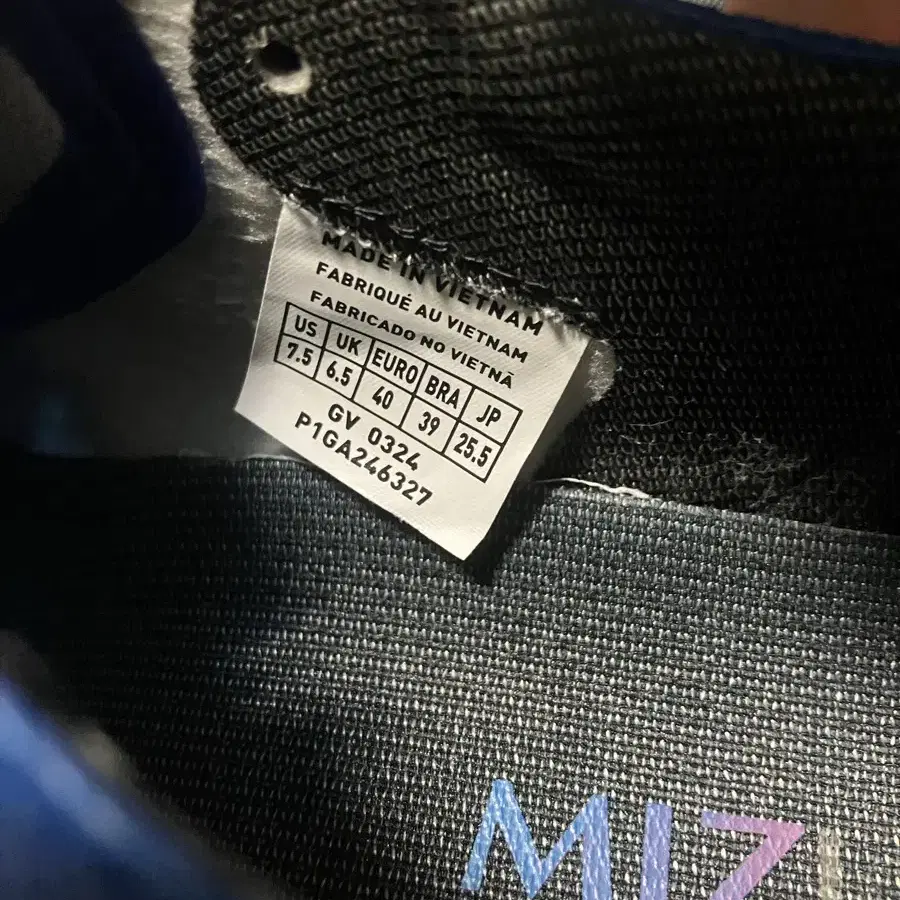 MADE IN VIETNAM
FABRIQUÉ AU VIETNAM
FABRICADO NO VIETNÃ
US UK EURO BRA JP
7.5 6.5 40 39 25.5
GV 0324
P1GA246327
MIZ